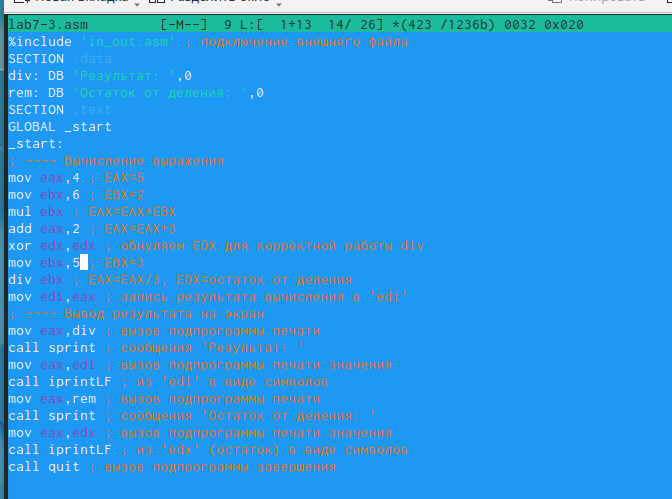 lab7-3.asm [-M--] 9 L:[ 1+13 14/ 26] *(423 /1236b) 0032 0x020
%include 'in_out.asm' ; подключение внешнего файла
SECTION .data
div: DB 'Результат: ',0
rem: DB 'Остаток от деления: ',0
SECTION .text
GLOBAL _start
_start:
; ---- Вычисление выражения
mov eax,4 ; EAX=5
mov ebx,6 ; EBX=2
mul ebx ; EAX=EAX*EBX
add eax,2 ; EAX=EAX+3
xor edx,edx ; обнуляем EDX для корректной работы div
mov ebx,5 ; EBX=3
div ebx ; EAX=EAX/3, EDX=остаток от деления
mov edi,eax ; запись результата вычисления в 'edi'
; ---- Вывод результата на экран
mov eax,div ; вызов подпрограммы печати
call sprint ; сообщения 'Результат: '
mov eax,edi ; вызов подпрограммы печати значения
call iprintLF ; из 'edi' в виде символов
mov eax,rem ; вызов подпрограммы печати
call sprint ; сообщения 'Остаток от деления: '
mov eax,edx ; вызов подпрограммы печати значения
call iprintLF ; из 'edx' (остаток) в виде символов
call quit ; вызов подпрограммы завершения